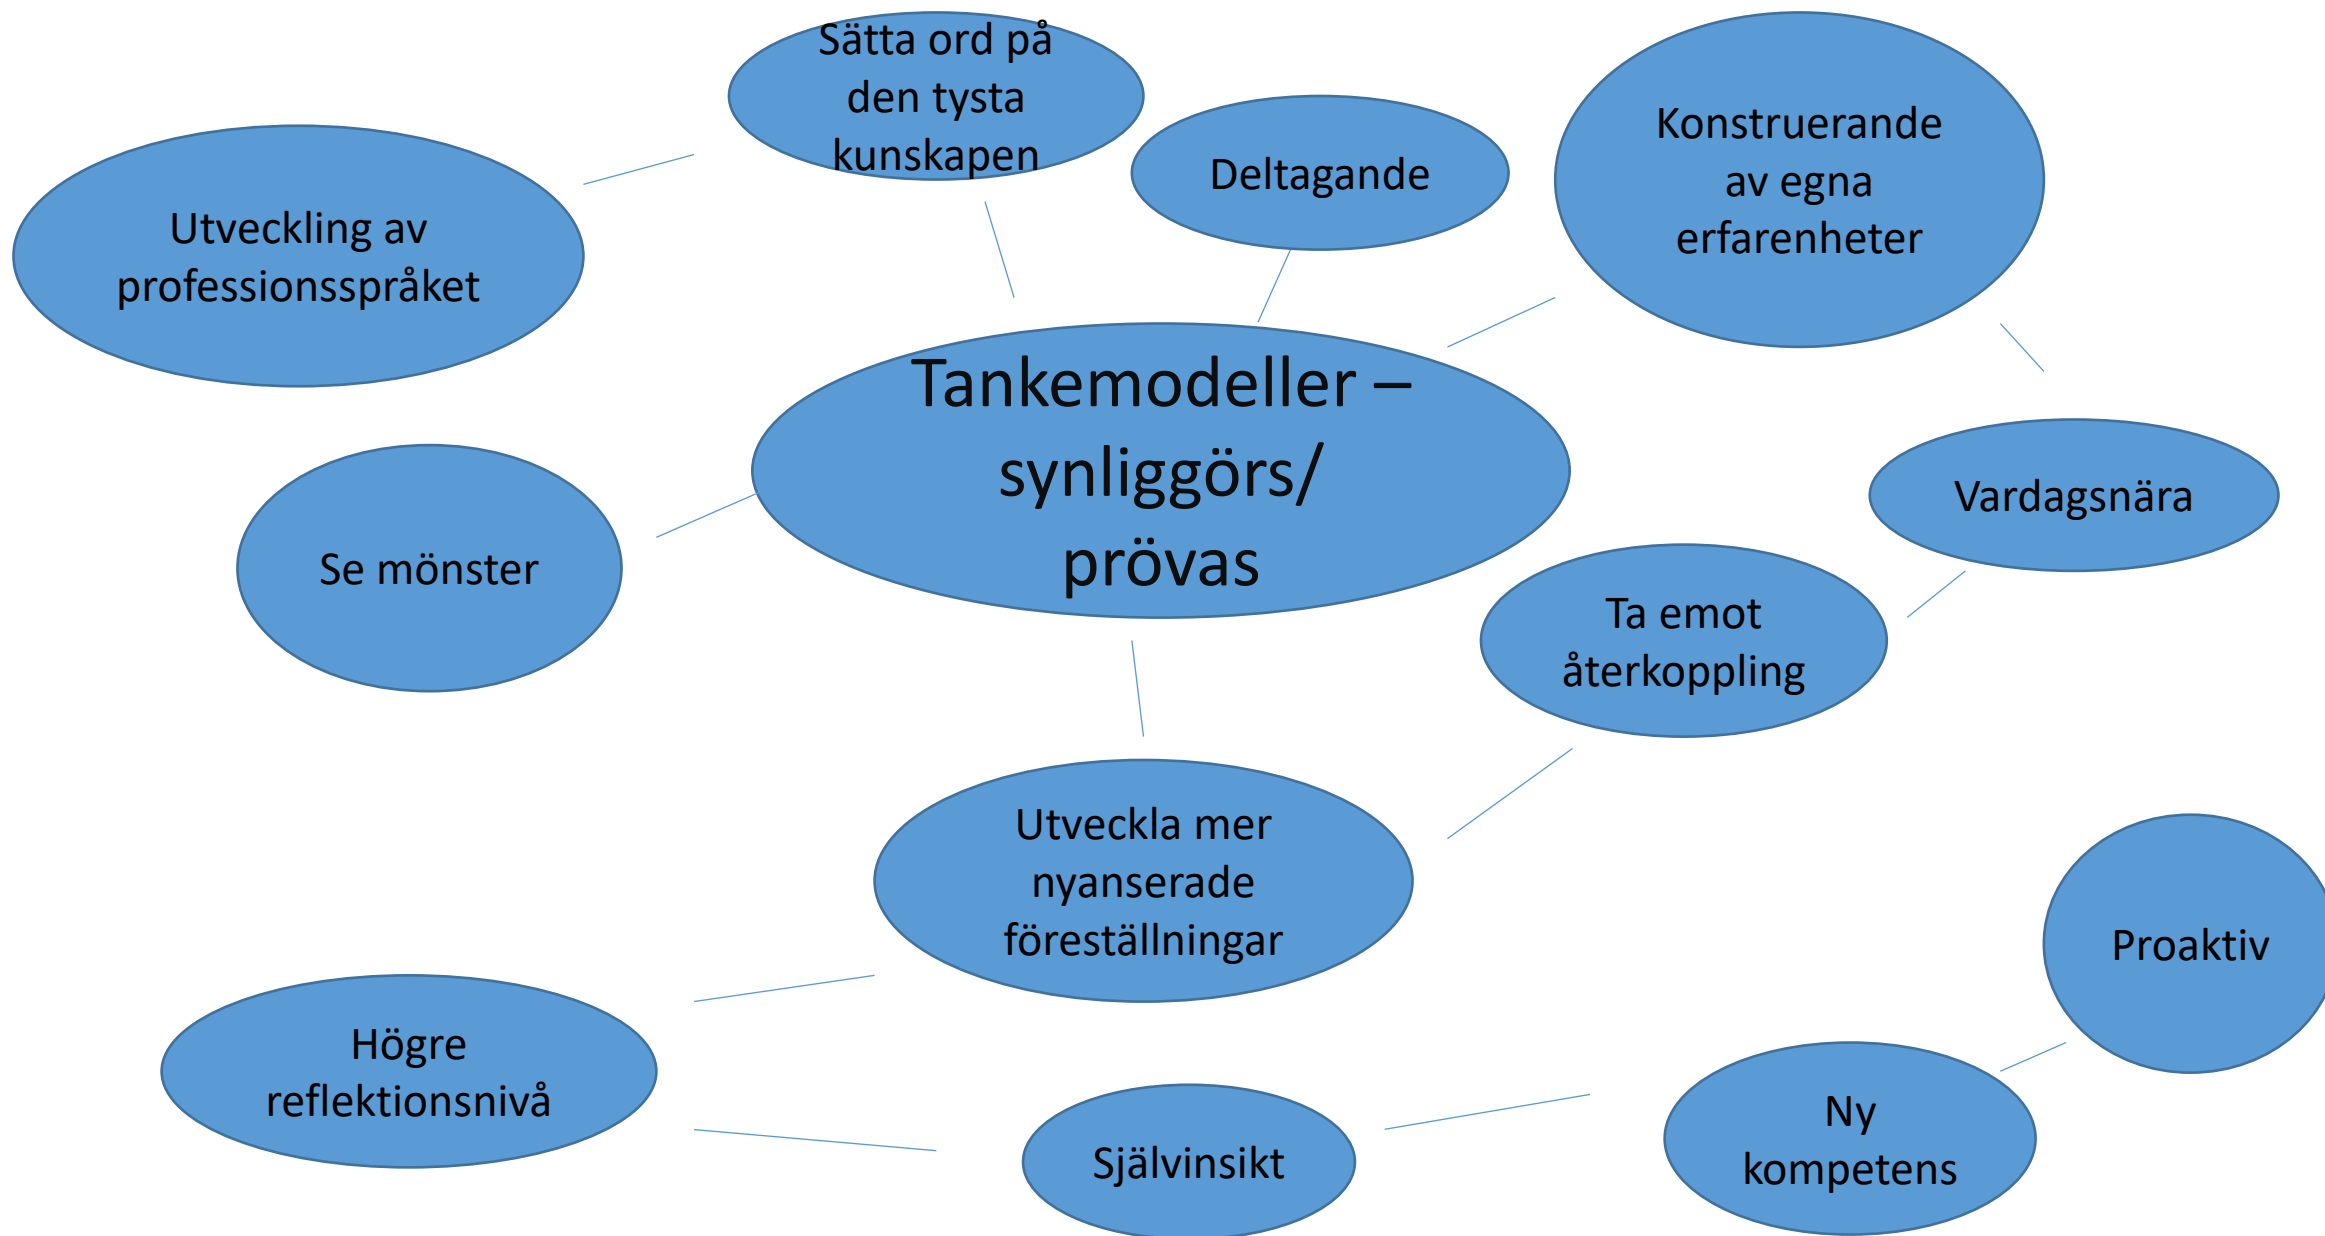 Sätta ord på
den tysta
kunskapen
Deltagande
Konstruerande
av egna
erfarenheter
Utveckling av
professionsspråket
Tankemodeller –
synliggörs/
prövas
Vardagsnära
Se mönster
Ta emot
återkoppling
Utveckla mer
nyanserade
föreställningar
Proaktiv
Högre
reflektionsnivå
Självinsikt
Ny
kompetens